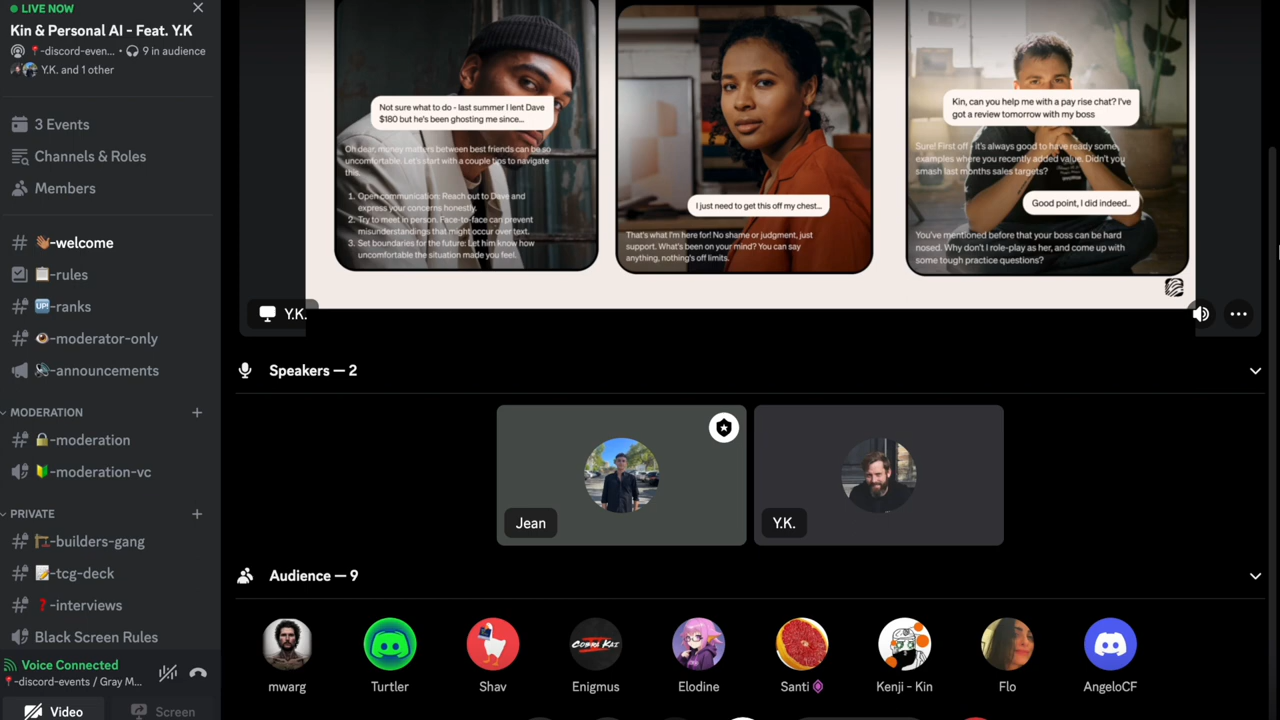 LIVE NOW
Kin & Personal AI - Feat. Y.K
-discord-even... • 9 in audience
Y.K. and 1 other
3 Events
Channels & Roles
Members
-welcome
-rules
UP! -ranks
-moderator-only
-announcements
MODERATION
-moderation
-moderation-vc
PRIVATE
-builders-gang
-tcg-deck
-interviews
Black Screen Rules
Voice Connected
-discord-events / Gray M...
Video
Screen
Not sure what to do - last summer I lent Dave
$180 but he's been ghosting me since...
Oh dear, money matters between best friends can be so
uncomfortable. Let's start with a couple tips to navigate
this.
1. Open communication: Reach out to Dave and
express your concerns honestly.
2. Try to meet in person. Face-to-face can prevent
misunderstandings that might occur over text.
3. Set boundaries for the future: Let him know how
uncomfortable the situation made you feel.
I just need to get this off my chest...
That's what I'm here for! No shame or judgment, just
support. What's been on your mind? You can say
anything, nothing's off limits.
Kin, can you help me with a pay rise chat? I've
got a review tomorrow with my boss
Sure! First off - it's always good to have ready some
examples where you recently added value. Didn't you
smash last months sales targets?
Good point, I did indeed..
You've mentioned before that your boss can be hard
nosed. Why don't I role-play as her, and come up with
some tough practice questions?
Y.K.
Speakers — 2
Jean
Y.K.
Audience — 9
COBRA KAI
mwarg
Turtler
Shav
Enigmus
Elodine
Santi
Kenji - Kin
Flo
AngeloCF